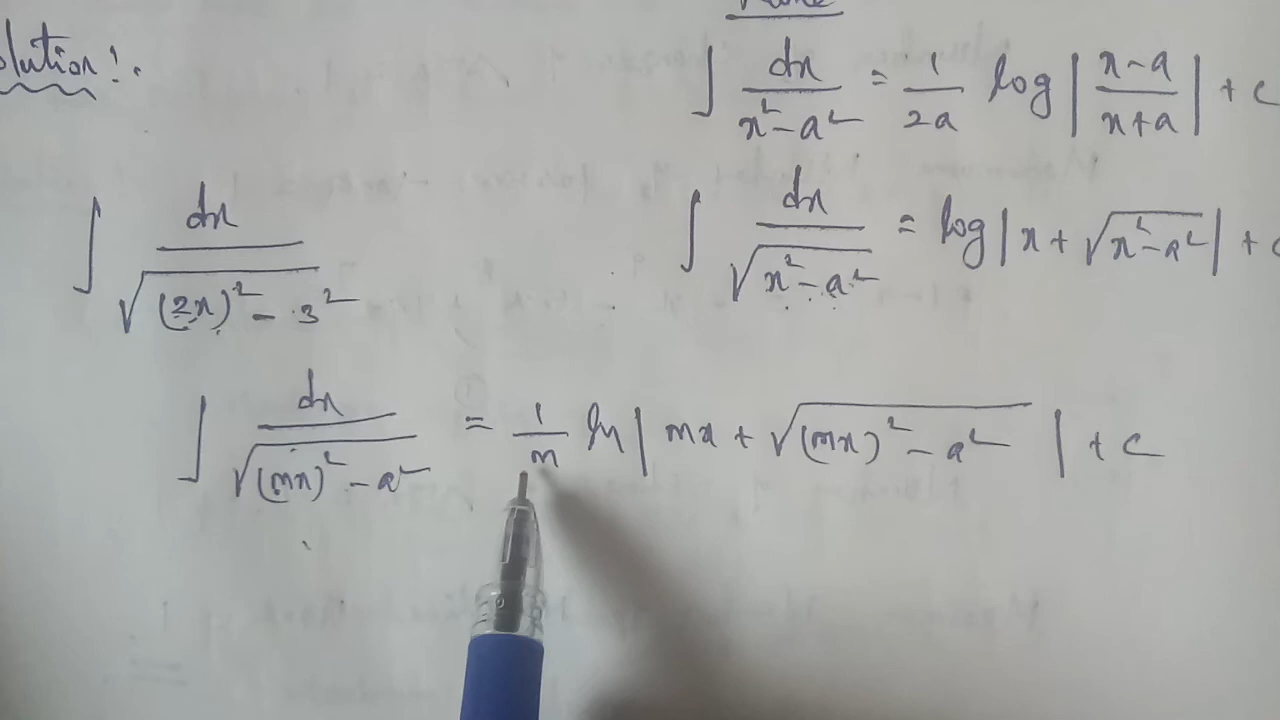 lution :.
∫ dx / (x² - a²) = 1/2a log | (x-a) / (x+a) | + c
∫ dx / √((2x)² - 3²)
∫ dx / √(x² - a²) = log | x + √(x² - a²) | + c
∫ dx / √((mx)² - a²) = 1/m ln | mx + √((mx)² - a²) | + c